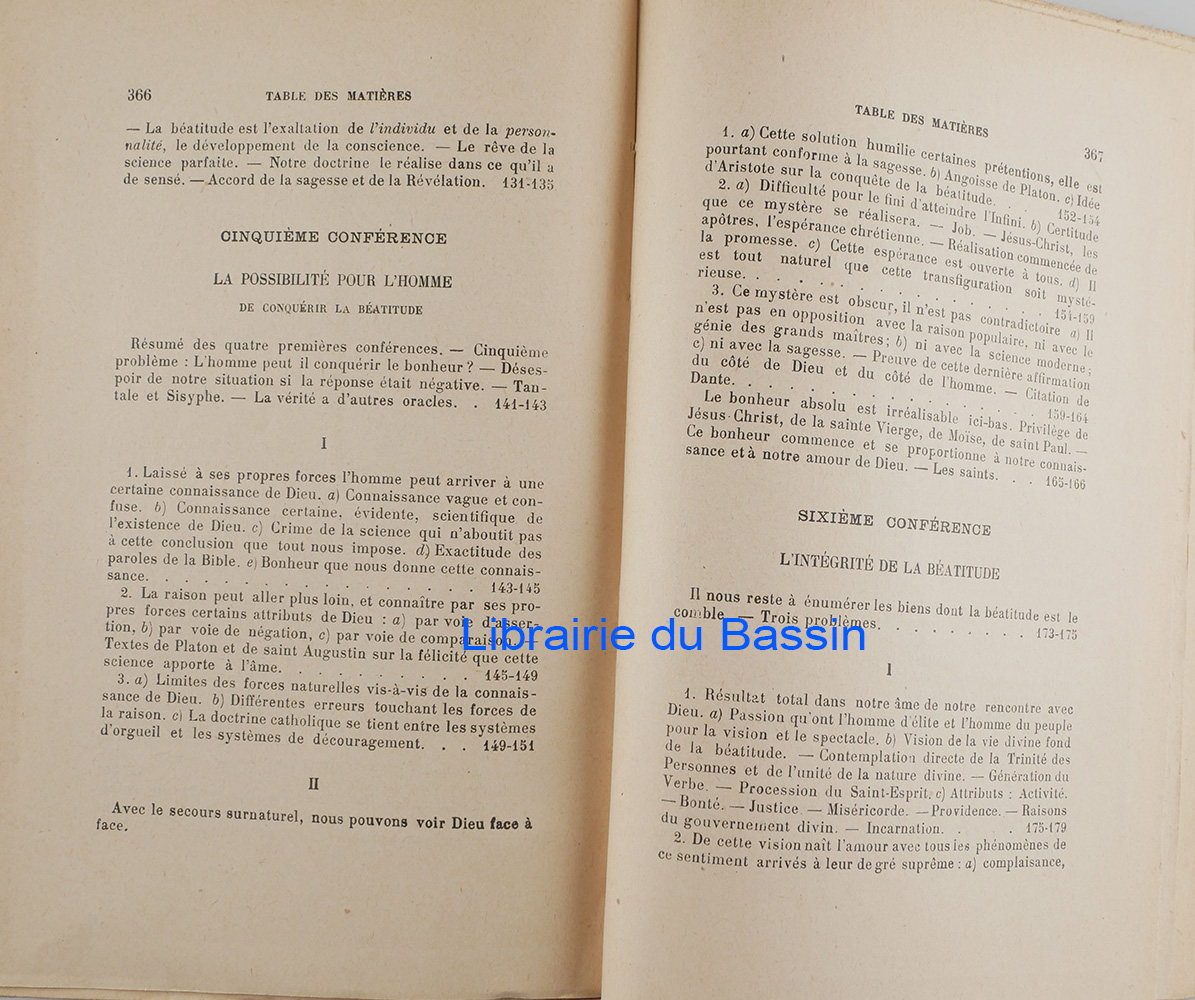 366 TABLE DES MATIÈRES
— La béatitude est l'exaltation de l'individu et de la person-
nalité, le développement de la conscience. — Le rêve de la
science parfaite. — Notre doctrine le réalise dans ce qu'il a
de sensé. — Accord de la sagesse et de la Révélation. 131-135
CINQUIÈME CONFÉRENCE
LA POSSIBILITÉ POUR L'HOMME
DE CONQUÉRIR LA BÉATITUDE
Résumé des quatre premières conférences. — Cinquième
problème : L'homme peut il conquérir le bonheur ? — Déses-
poir de notre situation si la réponse était négative. — Tan-
tale et Sisyphe. — La vérité a d'autres oracles. . 141-143
I
1. Laissé à ses propres forces l'homme peut arriver à une
certaine connaissance de Dieu. a) Connaissance vague et con-
fuse. b) Connaissance certaine, évidente, scientifique de
l'existence de Dieu. c) Crime de la science qui n'aboutit pas
à cette conclusion que tout nous impose. d) Exactitude des
paroles de la Bible. e) Bonheur que nous donne cette connais-
sance. . . . . . . . . . . . . . 143-145
2. La raison peut aller plus loin, et connaître par ses pro-
pres forces certains attributs de Dieu : a) par voie d'asser-
tion, b) par voie de négation, c) par voie de comparaison.
Textes de Platon et de saint Augustin sur la félicité que cette
science apporte à l'âme. . . . . . . . . 145-149
3. a) Limites des forces naturelles vis-à-vis de la connais-
sance de Dieu. b) Différentes erreurs touchant les forces de
la raison. c) La doctrine catholique se tient entre les systèmes
d'orgueil et les systèmes de découragement. . . 149-151
II
Avec le secours surnaturel, nous pouvons voir Dieu face à
face.
TABLE DES MATIÈRES 367
1. a) Cette solution humilie certaines prétentions, elle est
pourtant conforme à la sagesse. b) Angoisse de Platon. c) Idée
d'Aristote sur la conquête de la béatitude. . . 152-154
2. a) Difficulté pour le fini d'atteindre l'Infini. b) Certitude
que ce mystère se réalisera. — Job. — Jésus-Christ, les
apôtres, l'espérance chrétienne. — Réalisation commencée de
la promesse. c) Cette espérance est ouverte à tous. d) Il
est tout naturel que cette transfiguration soit mysté-
rieuse. . . . . . . . . . . . . . 154-159
3. Ce mystère est obscur, il n'est pas contradictoire a) Il
n'est pas en opposition avec la raison populaire, ni avec le
génie des grands maîtres ; b) ni avec la science moderne ;
c) ni avec la sagesse. — Preuve de cette dernière affirmation
du côté de Dieu et du côté de l'homme. — Citation de
Dante. . . . . . . . . . . . . . 159-164
Le bonheur absolu est irréalisable ici-bas. Privilège de
Jésus-Christ, de la sainte Vierge, de Moïse, de saint Paul. —
Ce bonheur commence et se proportionne à notre connais-
sance et à notre amour de Dieu. — Les saints. . . 165-166
SIXIÈME CONFÉRENCE
L'INTÉGRITÉ DE LA BÉATITUDE
Il nous reste à énumérer les biens dont la béatitude est le
comble. — Trois problèmes. . . . . . . . . 173-175
Librairie du Bassin
I
1. Résultat total dans notre âme de notre rencontre avec
Dieu. a) Passion qu'ont l'homme d'élite et l'homme du peuple
pour la vision et le spectacle. b) Vision de la vie divine fond
de la béatitude. — Contemplation directe de la Trinité des
Personnes et de l'unité de la nature divine. — Génération du
Verbe. — Procession du Saint-Esprit. c) Attributs : Activité.
— Bonté. — Justice. — Miséricorde. — Providence. — Raisons
du gouvernement divin. — Incarnation. . . . 175-179
2. De cette vision naît l'amour avec tous les phénomènes de
ce sentiment arrivés à leur degré suprême : a) complaisance,